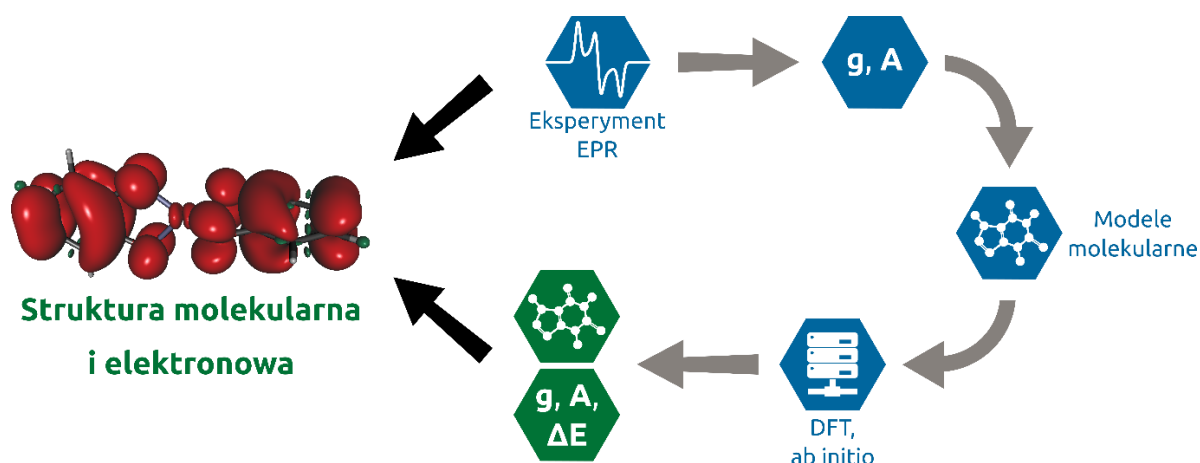 Eksperyment
EPR
g, A
Modele
molekularne
DFT,
ab initio
g, A,
ΔE
Struktura molekularna
i elektronowa